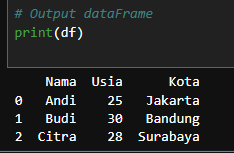 # Output dataFrame
print(df)
Nama Usia Kota
0 Andi 25 Jakarta
1 Budi 30 Bandung
2 Citra 28 Surabaya